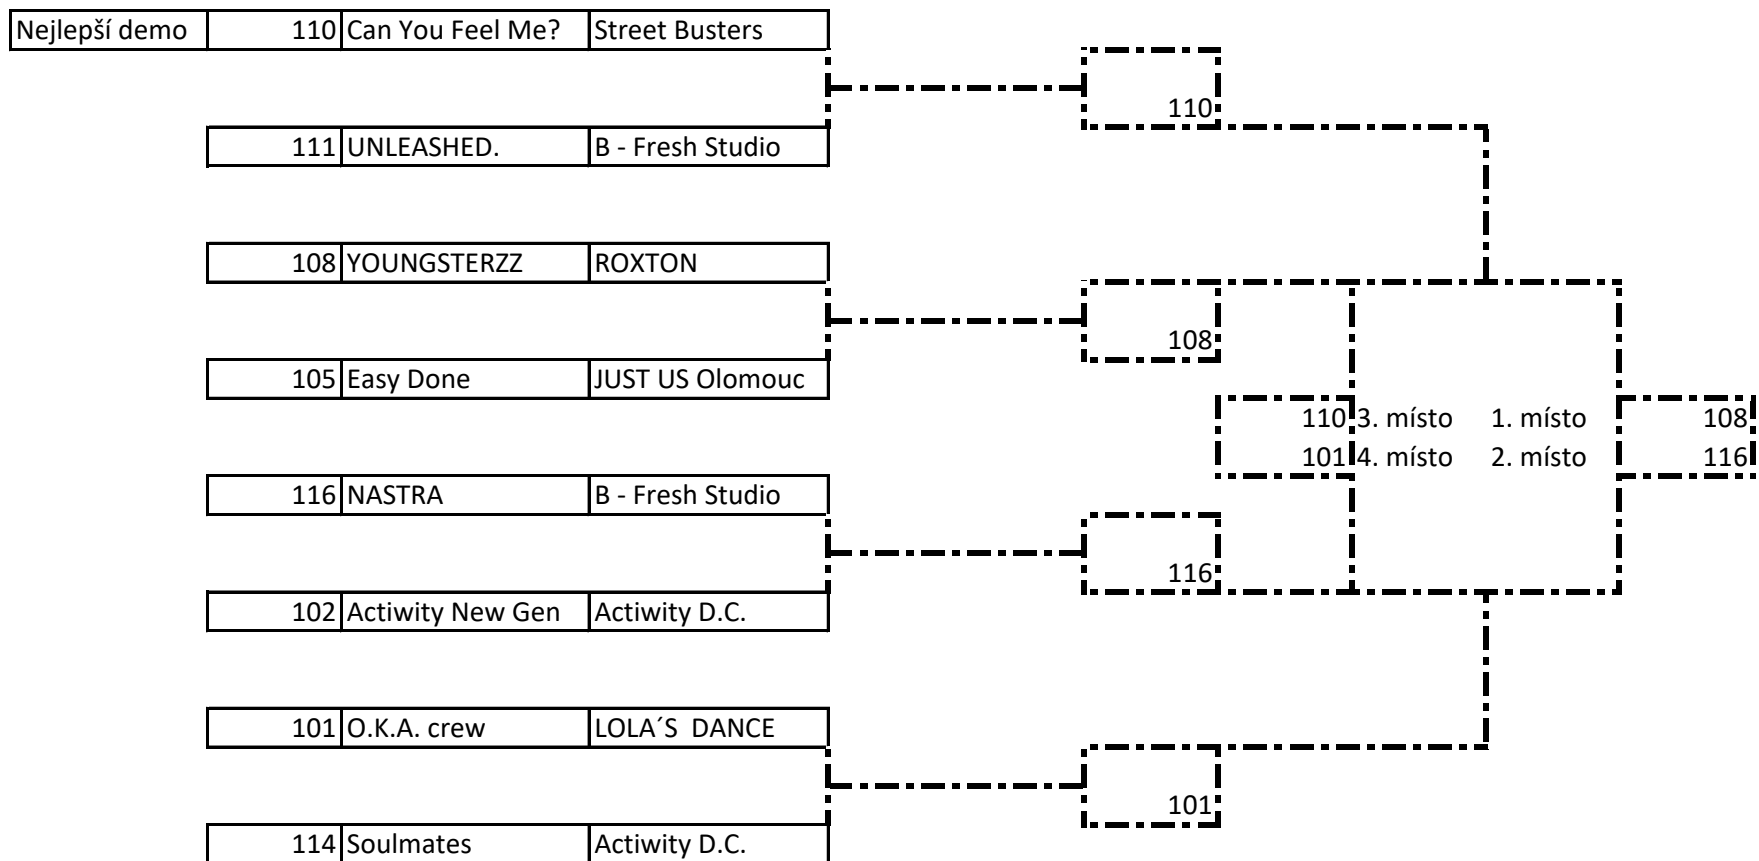 Nejlepší demo 110 Can You Feel Me? Street Busters
110
111 UNLEASHED. B - Fresh Studio
108 YOUNGSTERZZ ROXTON
108
105 Easy Done JUST US Olomouc
110 3. místo 1. místo 108
101 4. místo 2. místo 116
116 NASTRA B - Fresh Studio
116
102 Actiwity New Gen Actiwity D.C.
101 O.K.A. crew LOLA´S DANCE
101
114 Soulmates Actiwity D.C.